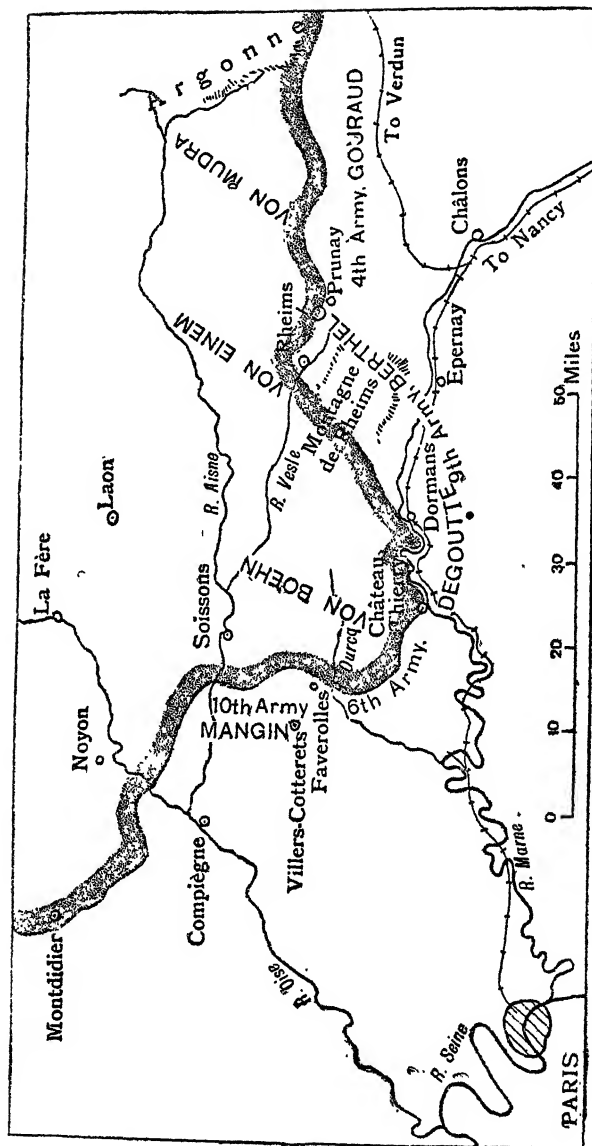 Argonne
VON MUDRA
VON EINEM
VON BOEHN
La Fère
Laon
Noyon
Montdidier
R. Aisne
Soissons
R. Vesle
Rheims
Prunay
4th Army, GOURAUD
To Verdun
Compiègne
10th Army
MANGIN
Villers-Cotterets
Faverolles
Ourcq
6th Army.
Château
Thierry
DEGOUTTE
9th Army,
BERTHEL
Montagne
de Rheims
Dormans
Epernay
Châlons
To Nancy
R. Oise
R. Marne
R. Seine
PARIS
0 10 20 30 40 50 Miles